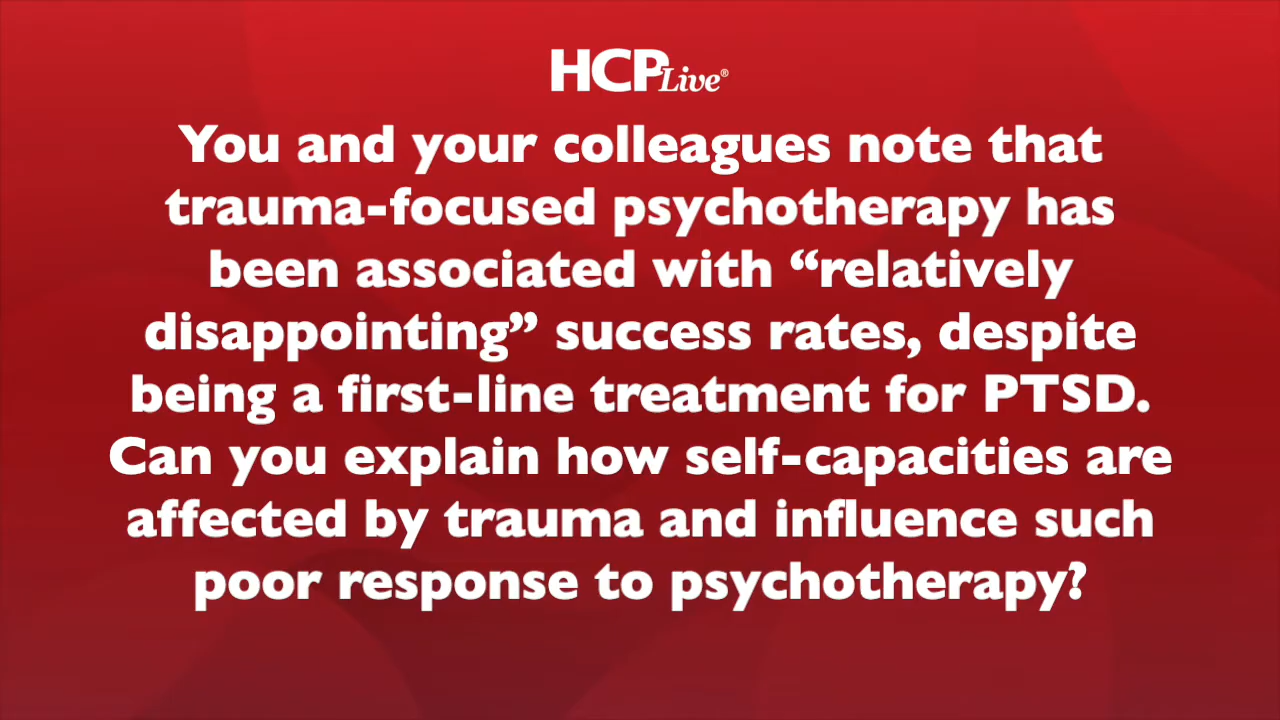 HCPLive®
You and your colleagues note that
trauma-focused psychotherapy has
been associated with “relatively
disappointing” success rates, despite
being a first-line treatment for PTSD.
Can you explain how self-capacities are
affected by trauma and influence such
poor response to psychotherapy?